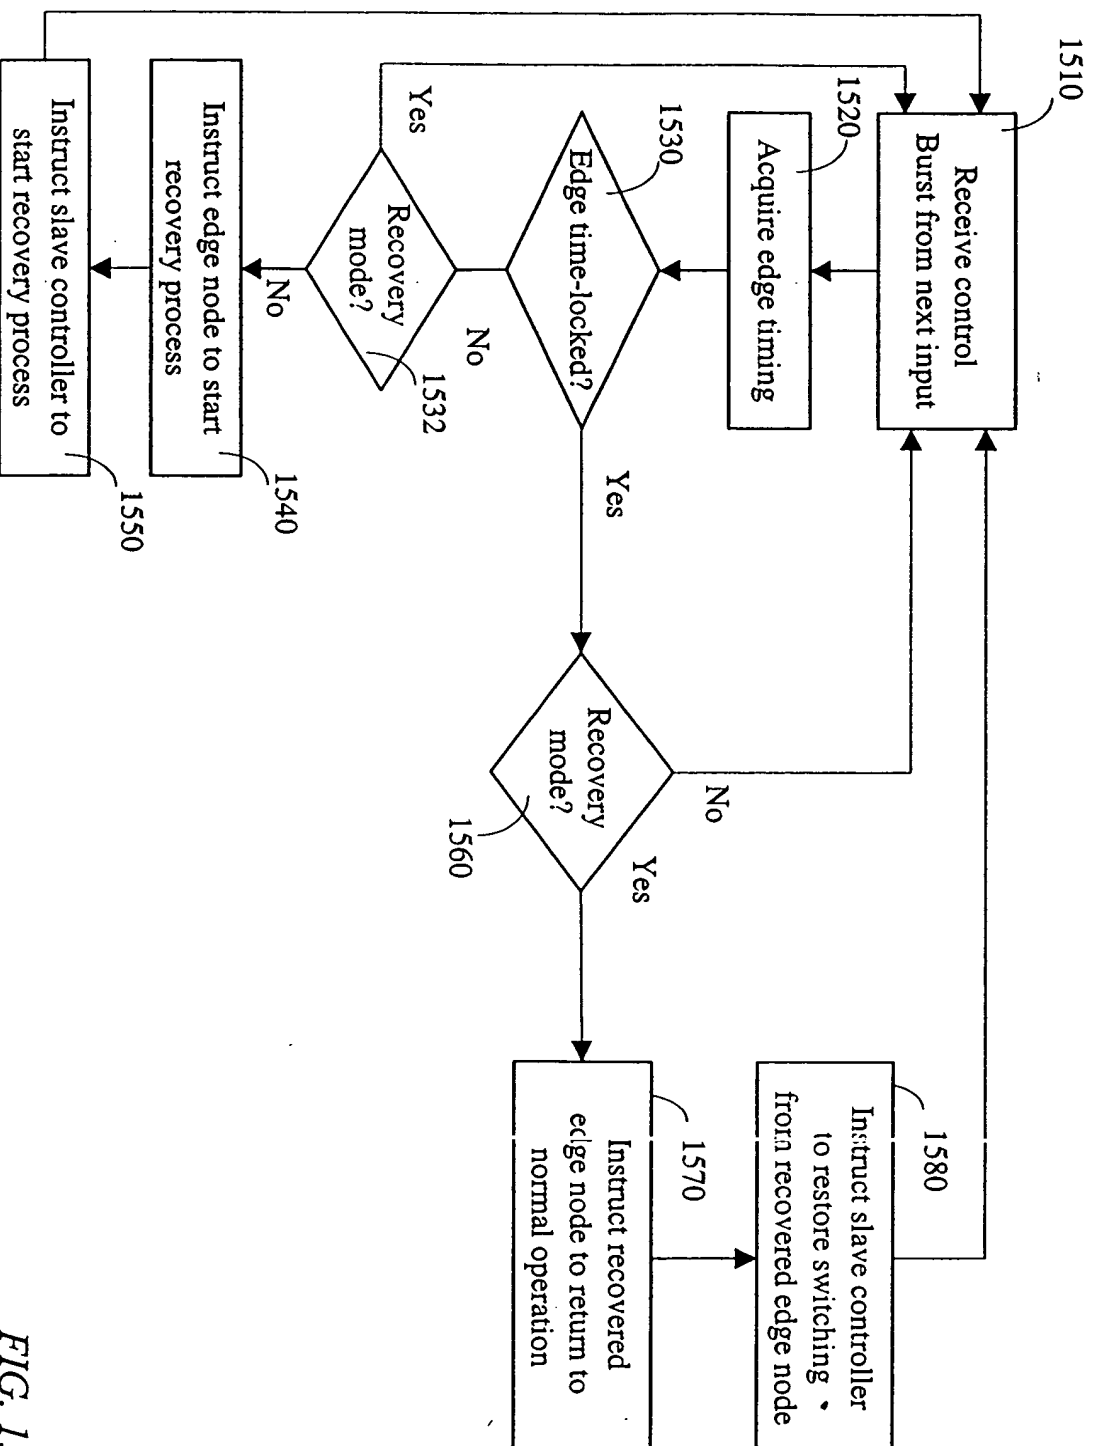 1510
Receive control
Burst from next input
1520
Acquire edge timing
1530
Edge time-locked?
Yes
No
Recovery
mode?
1532
Yes
No
Instruct edge node to start
recovery process
1540
Instruct slave controller to
start recovery process
1550
Recovery
mode?
1560
No
Yes
Instruct recovered
edge node to return to
normal operation
1570
Instruct slave controller
to restore switching
from recovered edge node
1580
FIG. 1